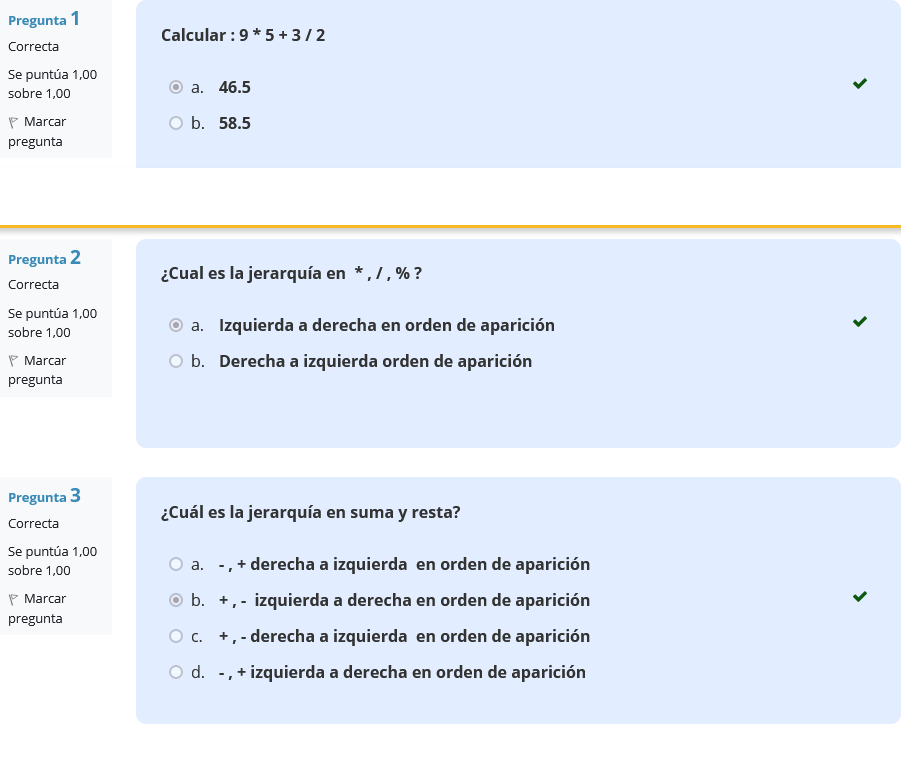 Pregunta 1
Correcta
Se puntúa 1,00
sobre 1,00
Marcar
pregunta
Calcular : 9 * 5 + 3 / 2
a. 46.5
b. 58.5
Pregunta 2
Correcta
Se puntúa 1,00
sobre 1,00
Marcar
pregunta
¿Cual es la jerarquía en * , / , % ?
a. Izquierda a derecha en orden de aparición
b. Derecha a izquierda orden de aparición
Pregunta 3
Correcta
Se puntúa 1,00
sobre 1,00
Marcar
pregunta
¿Cuál es la jerarquía en suma y resta?
a. - , + derecha a izquierda en orden de aparición
b. + , - izquierda a derecha en orden de aparición
c. + , - derecha a izquierda en orden de aparición
d. - , + izquierda a derecha en orden de aparición